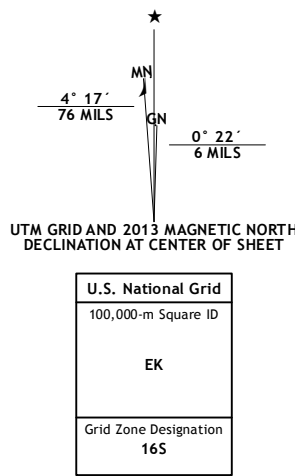 ★
MN
GN
4° 17´
76 MILS
0° 22´
6 MILS
UTM GRID AND 2013 MAGNETIC NORTH
DECLINATION AT CENTER OF SHEET
U.S. National Grid
100,000-m Square ID
EK
Grid Zone Designation
16S